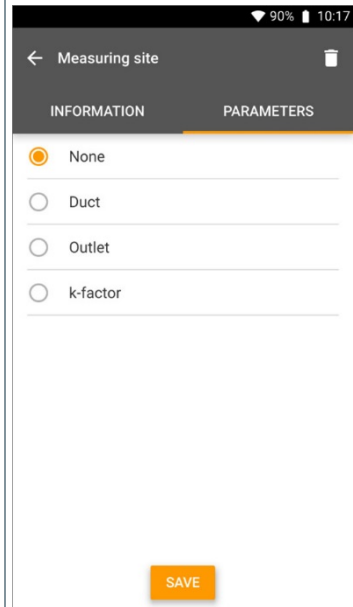 90% 10:17
Measuring site
INFORMATION PARAMETERS
None
Duct
Outlet
k-factor
SAVE